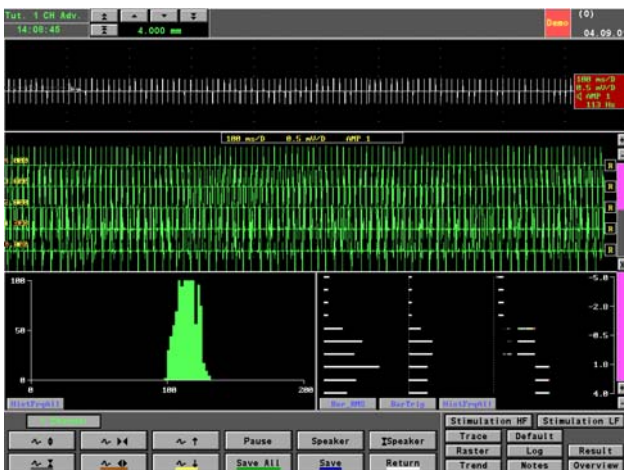 Tut. 1 CH Adv.
14:08:45
4.000 mm
Demo
(0)
04.09.0
100 ms/D
0.5 mV/D
AMP 1
113 Hz
100 ms/D 0.5 mV/D AMP 1
R
R
R
R
100
50
0
0 100 200
HistFrqAll
Bar_RMS BarTrig HistFrqAll
-5.0
-2.0
-0.5
1.0
4.0
Stimulation HF Stimulation LF
Pause Speaker ISpeaker
Save All Save Return
Trace Default
Raster Log Result
Trend Notes Overview